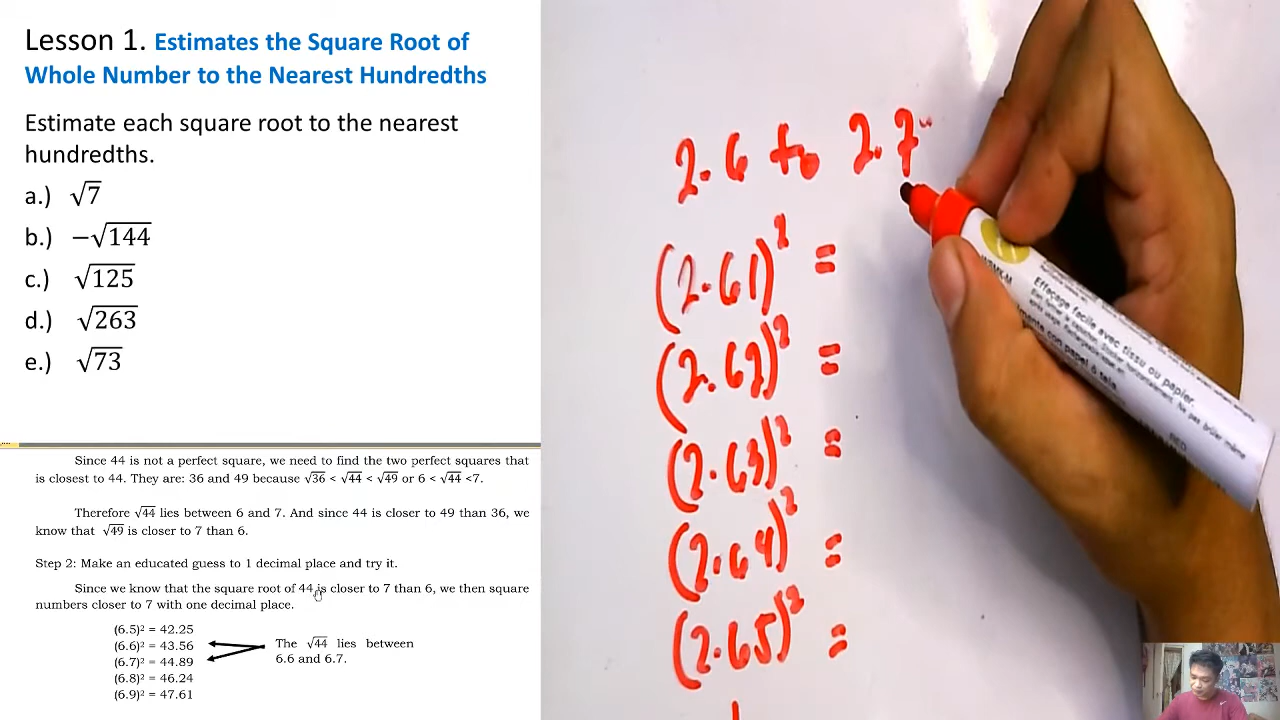 Lesson 1. Estimates the Square Root of
Whole Number to the Nearest Hundredths
Estimate each square root to the nearest
hundredths.
a.) √7
b.) −√144
c.) √125
d.) √263
e.) √73
Since 44 is not a perfect square, we need to find the two perfect squares that
is closest to 44. They are: 36 and 49 because √36 < √44 < √49 or 6 < √44 <7.
Therefore √44 lies between 6 and 7. And since 44 is closer to 49 than 36, we
know that √49 is closer to 7 than 6.
Step 2: Make an educated guess to 1 decimal place and try it.
Since we know that the square root of 44 is closer to 7 than 6, we then square
numbers closer to 7 with one decimal place.
(6.5)² = 42.25
(6.6)² = 43.56
(6.7)² = 44.89
(6.8)² = 46.24
(6.9)² = 47.61
The √44 lies between
6.6 and 6.7.
2.6 to 2.7
(2.61)² =
(2.62)² =
(2.63)² =
(2.64)² =
(2.65)² =
Effaçage facile avec tissu ou papier.
RED